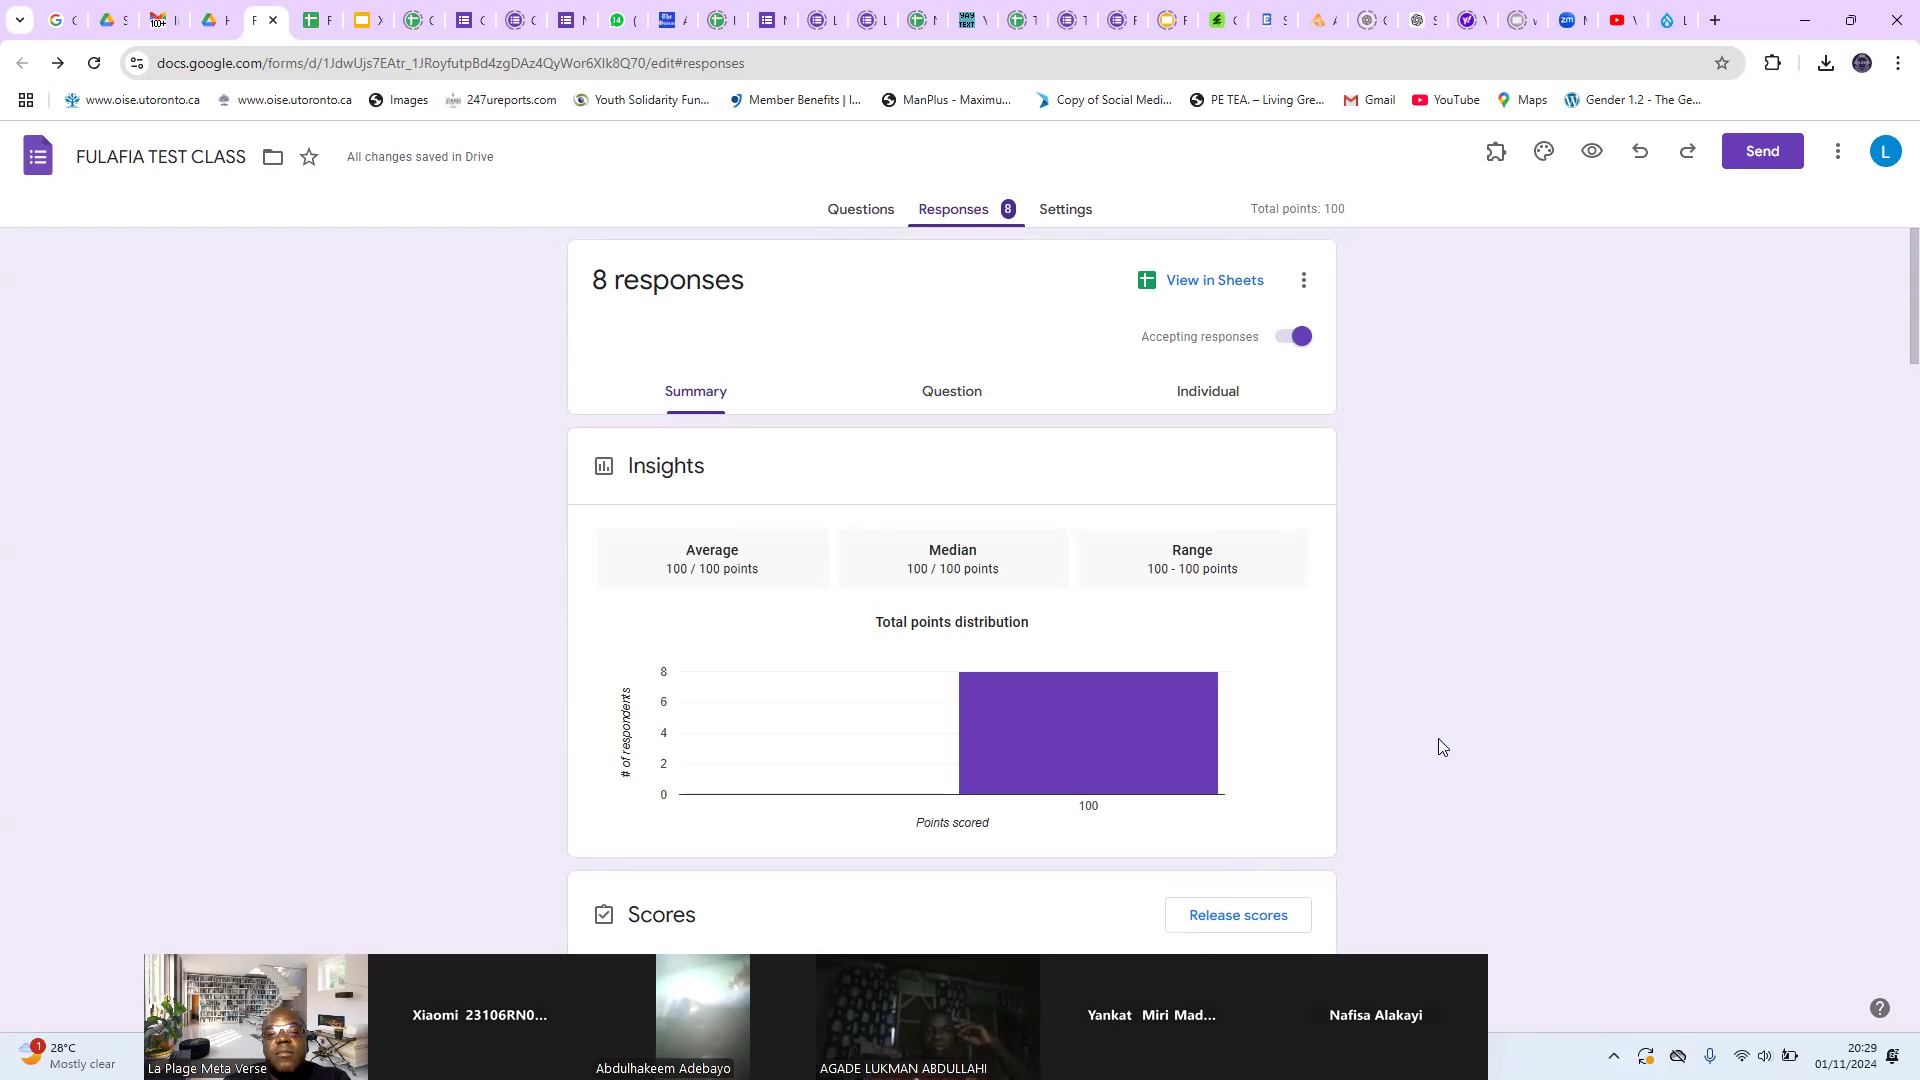 docs.google.com/forms/d/1JdwUjs7EAtr_1JRoyfutpBd4zgDAz4QyWor6XIk8Q70/edit#responses
www.oise.utoronto.ca
www.oise.utoronto.ca
Images
247ureports.com
Youth Solidarity Fun...
Member Benefits | I...
ManPlus - Maximu...
Copy of Social Medi...
PE TEA. – Living Gre...
Gmail
YouTube
Maps
Gender 1.2 - The Ge...
FULAFIA TEST CLASS
All changes saved in Drive
Send
L
Questions
Responses 8
Settings
Total points: 100
8 responses
View in Sheets
Accepting responses
Summary
Question
Individual
Insights
Average
100 / 100 points
Median
100 / 100 points
Range
100 - 100 points
Total points distribution
# of respondents
8
6
4
2
0
100
Points scored
Scores
Release scores
La Plage Meta Verse
Xiaomi 23106RN0...
Abdulhakeem Adebayo
AGADE LUKMAN ABDULLAHI
Yankat Miri Mad...
Nafisa Alakayi
1
28°C
Mostly clear
20:29
01/11/2024